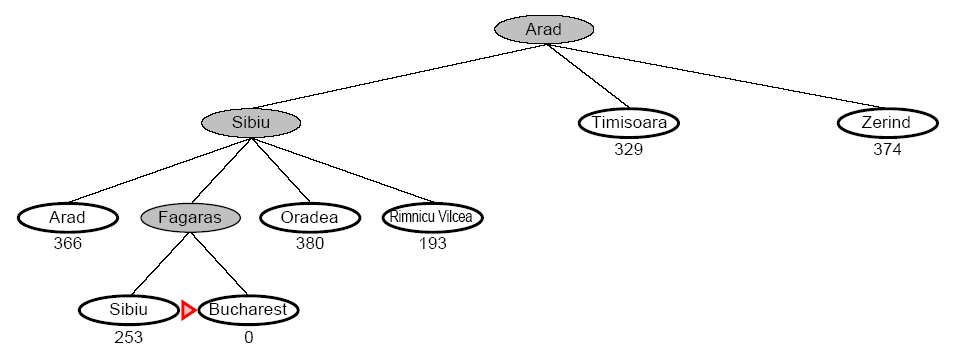 Arad
Sibiu
Timisoara
Zerind
329
374
Arad
Fagaras
Oradea
Rimnicu Vilcea
366
380
193
Sibiu
Bucharest
253
0